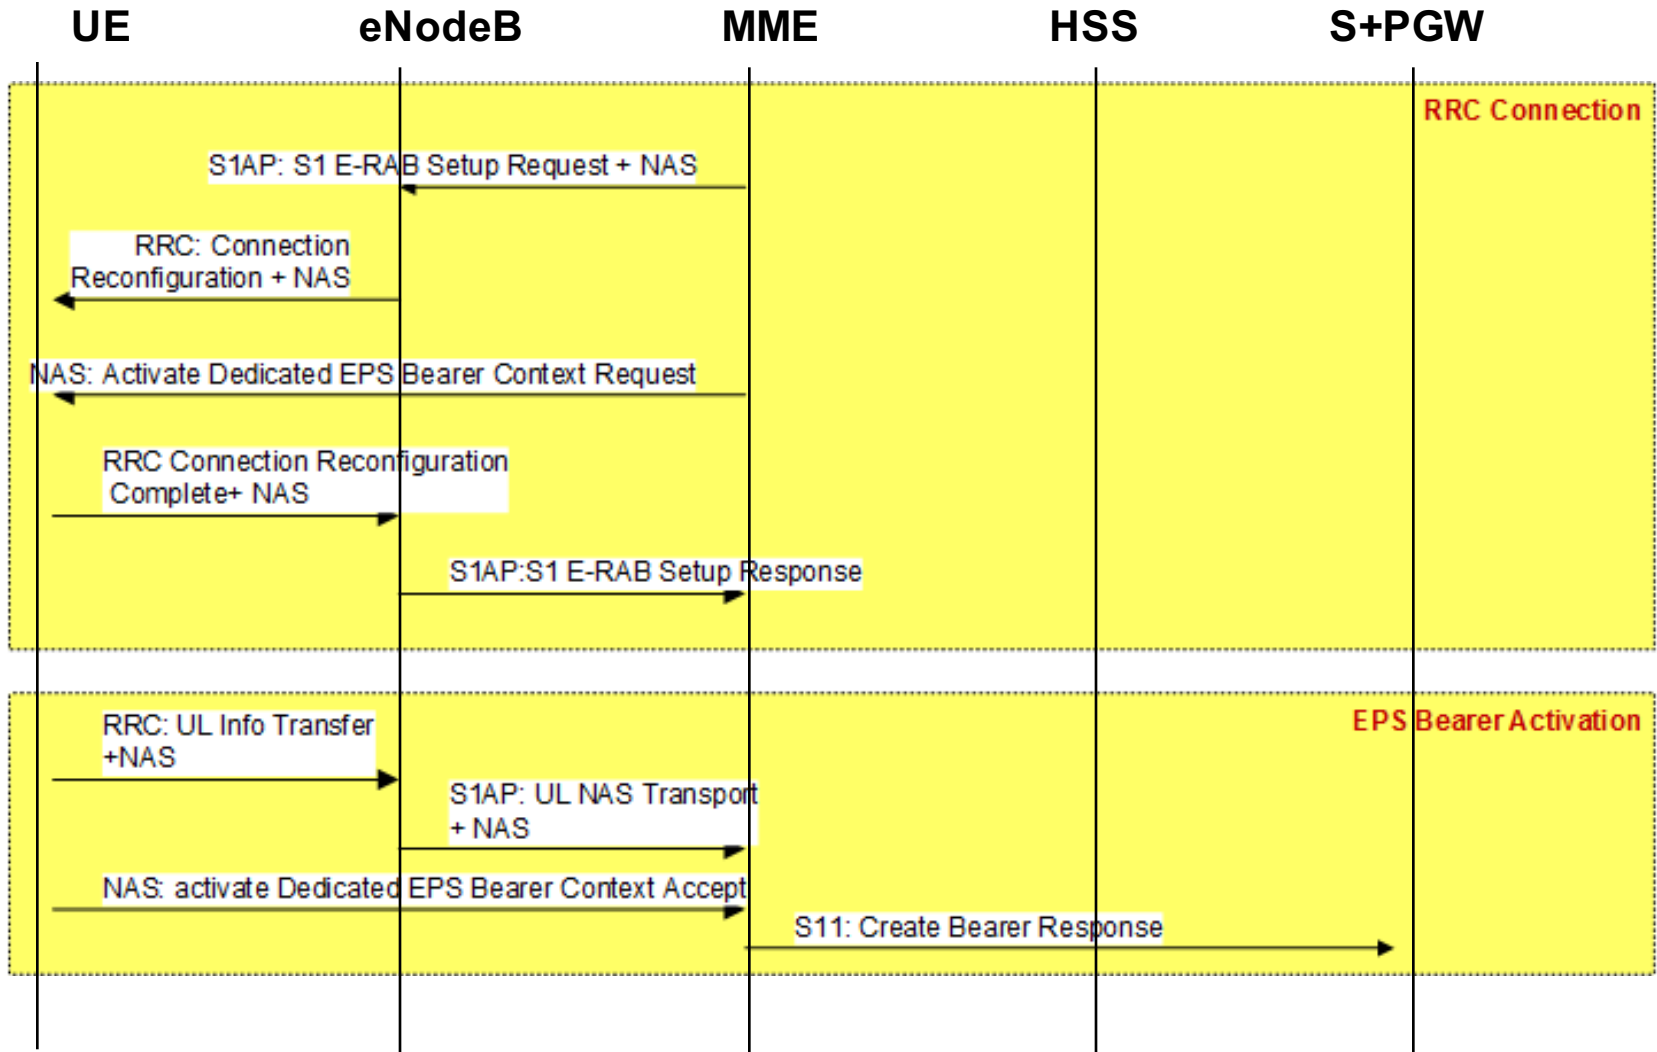 UE eNodeB MME HSS S+PGW
RRC Connection
S1AP: S1 E-RAB Setup Request + NAS
RRC: Connection
Reconfiguration + NAS
NAS: Activate Dedicated EPS Bearer Context Request
RRC Connection Reconfiguration
Complete+ NAS
S1AP:S1 E-RAB Setup Response
EPS Bearer Activation
RRC: UL Info Transfer
+NAS
S1AP: UL NAS Transport
+ NAS
NAS: activate Dedicated EPS Bearer Context Accept
S11: Create Bearer Response